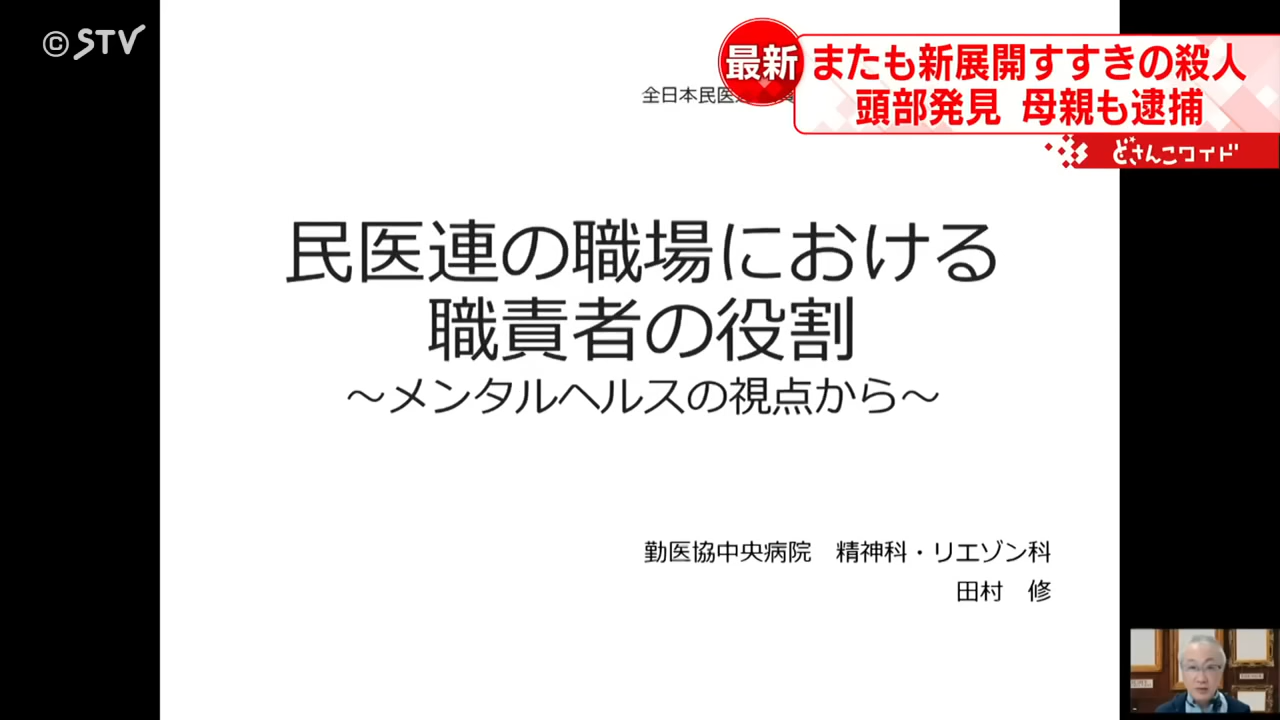 © STV
最新
またも新展開すすきの殺人
頭部発見 母親も逮捕
どさんこワイド
全日本民医連
民医連の職場における
職責者の役割
～メンタルヘルスの視点から～
勤医協中央病院 精神科・リエゾン科
田村 修